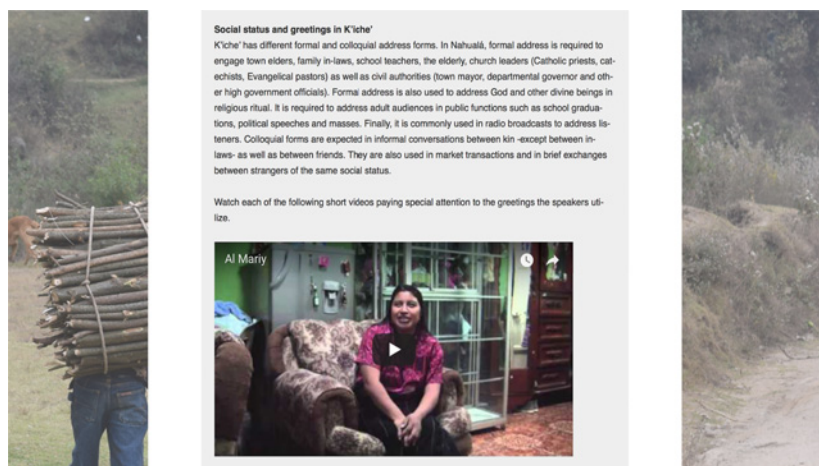 Social status and greetings in K'iche'
K'iche' has different formal and colloquial address forms. In Nahualá, formal address is required to
engage town elders, family in-laws, school teachers, the elderly, church leaders (Catholic priests, cat-
echists, Evangelical pastors) as well as civil authorities (town mayor, departmental governor and oth-
er high government officials). Formal address is also used to address God and other divine beings in
religious ritual. It is required to address adult audiences in public functions such as school gradua-
tions, political speeches and masses. Finally, it is commonly used in radio broadcasts to address lis-
teners. Colloquial forms are expected in informal conversations between kin -except between in-
laws- as well as between friends. They are also used in market transactions and in brief exchanges
between strangers of the same social status.
Watch each of the following short videos paying special attention to the greetings the speakers uti-
lize.
Al Mariy